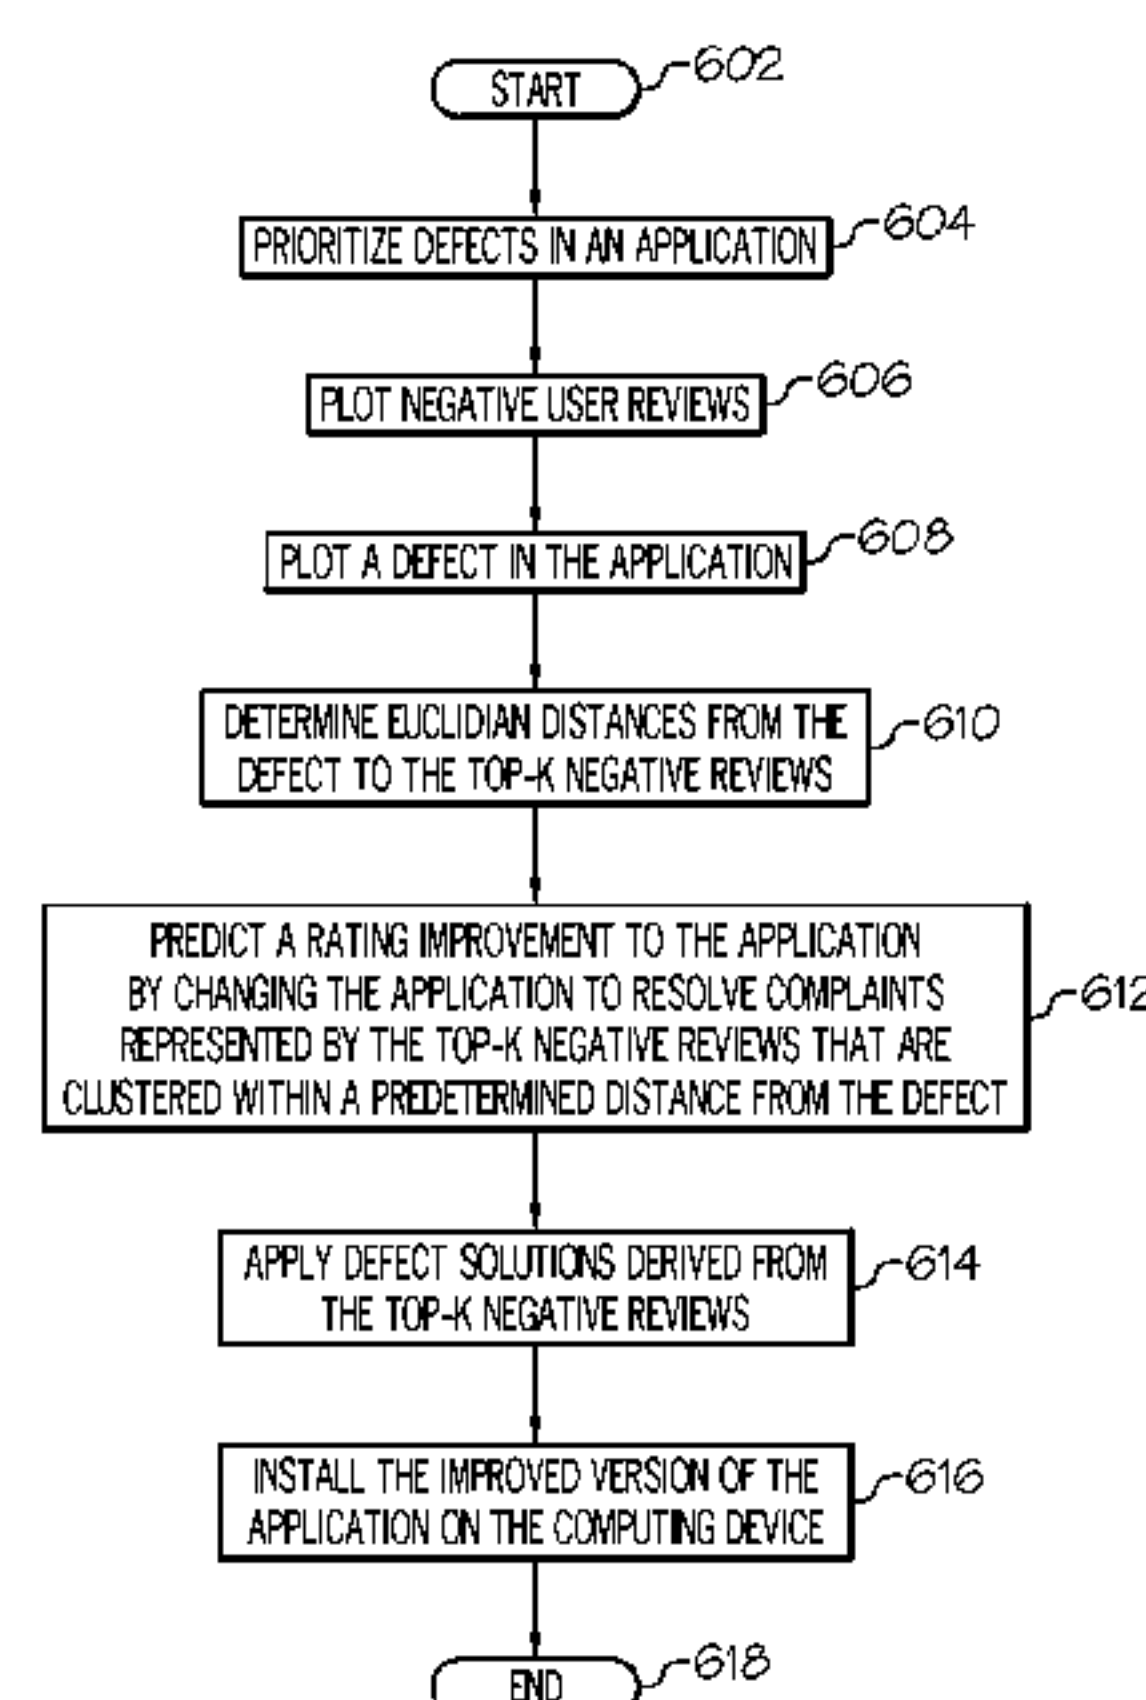 START
602
PRIORITIZE DEFECTS IN AN APPLICATION
604
PLOT NEGATIVE USER REVIEWS
606
PLOT A DEFECT IN THE APPLICATION
608
DETERMINE EUCLIDIAN DISTANCES FROM THE
DEFECT TO THE TOP-K NEGATIVE REVIEWS
610
PREDICT A RATING IMPROVEMENT TO THE APPLICATION
BY CHANGING THE APPLICATION TO RESOLVE COMPLAINTS
REPRESENTED BY THE TOP-K NEGATIVE REVIEWS THAT ARE
CLUSTERED WITHIN A PREDETERMINED DISTANCE FROM THE DEFECT
612
APPLY DEFECT SOLUTIONS DERIVED FROM
THE TOP-K NEGATIVE REVIEWS
614
INSTALL THE IMPROVED VERSION OF THE
APPLICATION ON THE COMPUTING DEVICE
616
END
618